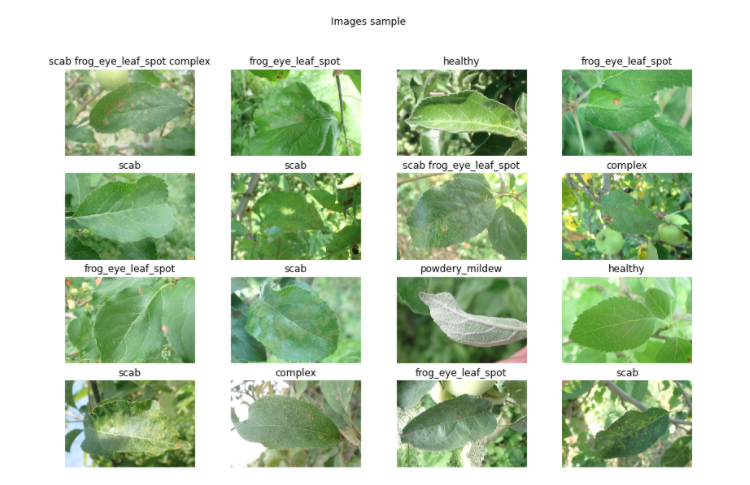 Images sample
scab frog_eye_leaf_spot complex
frog_eye_leaf_spot
healthy
frog_eye_leaf_spot
scab
scab
scab frog_eye_leaf_spot
complex
frog_eye_leaf_spot
scab
powdery_mildew
healthy
scab
complex
frog_eye_leaf_spot
scab